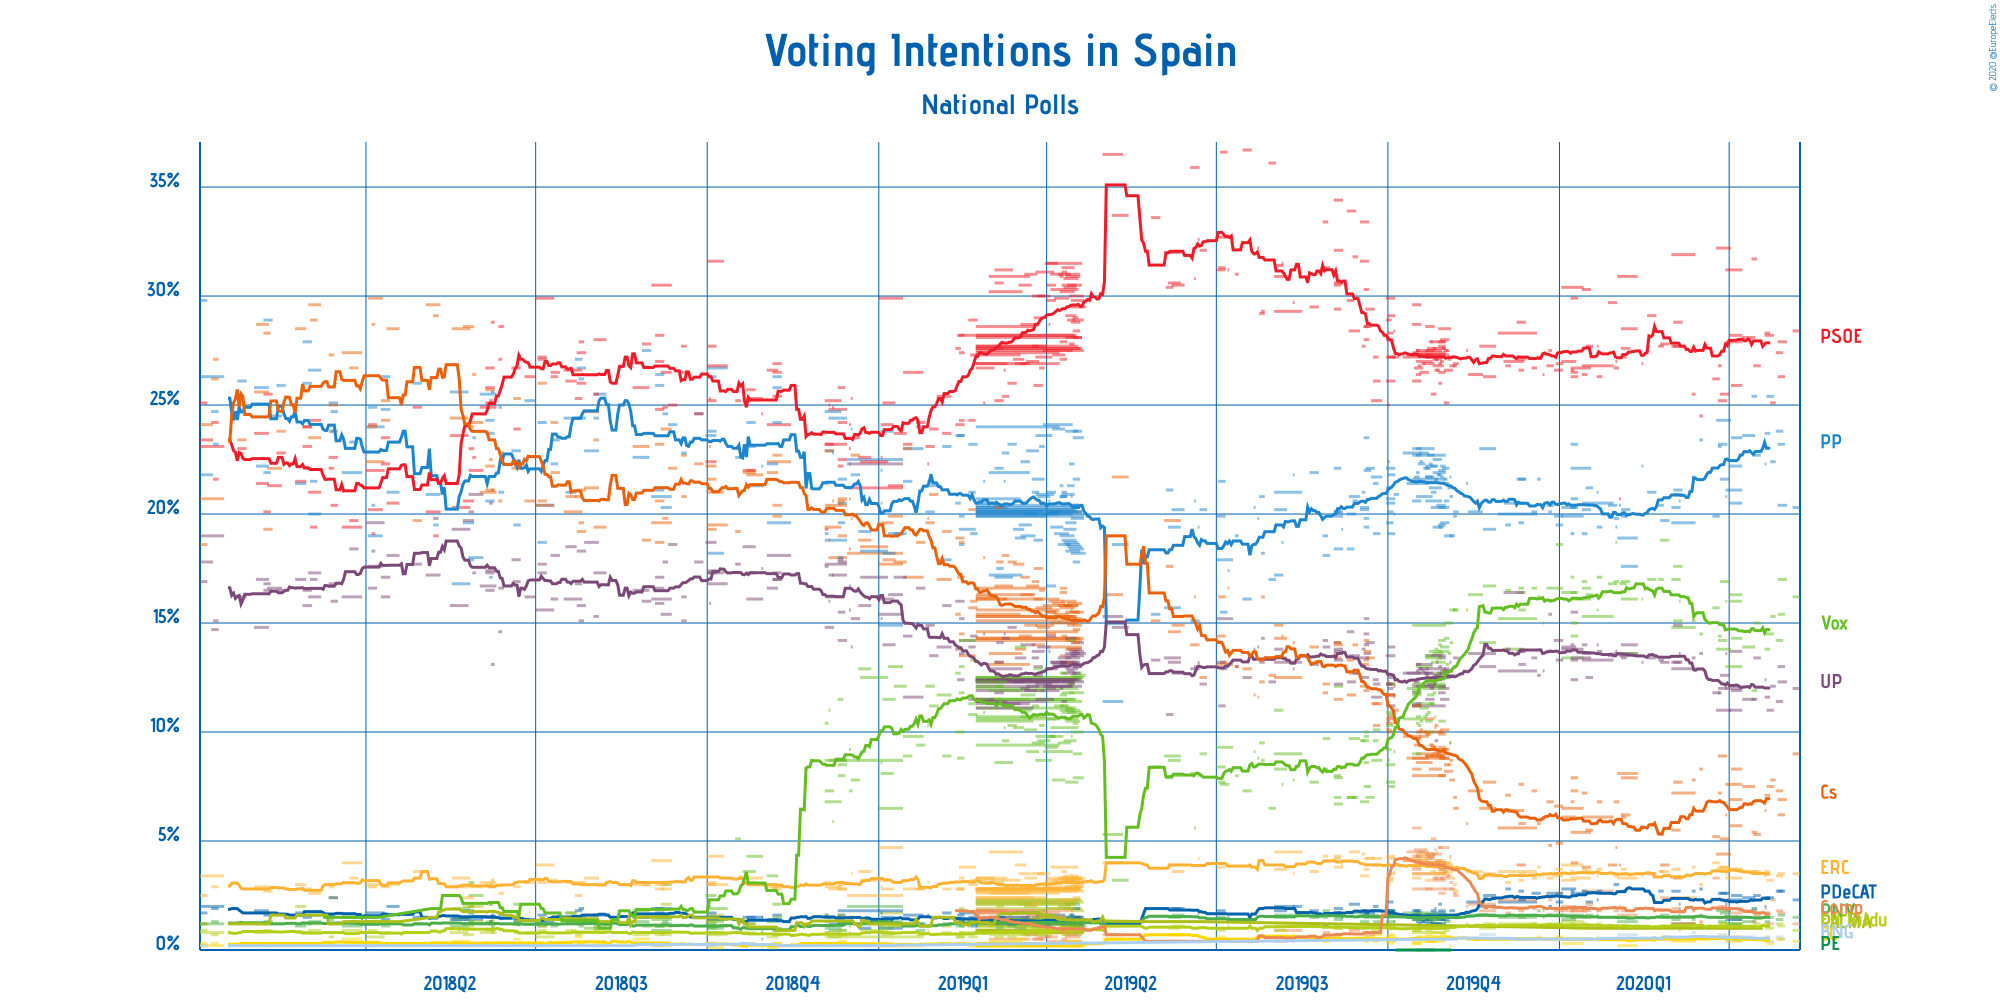 Voting Intentions in Spain
National Polls
© 2020 @EuropeElects
35%
30%
25%
20%
15%
10%
5%
0%
PSOE
PP
Vox
UP
Cs
ERC
PDeCAT
PE
2018Q2 2018Q3 2018Q4 2019Q1 2019Q2 2019Q3 2019Q4 2020Q1